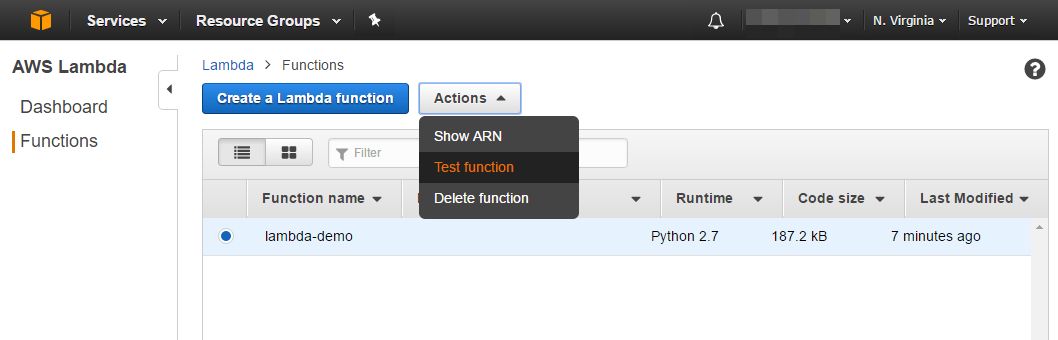 Services Resource Groups N. Virginia Support
AWS Lambda
Dashboard
Functions
Lambda > Functions
Create a Lambda function Actions
Show ARN
Test function
Delete function
Filter
Function name Runtime Code size Last Modified
lambda-demo Python 2.7 187.2 kB 7 minutes ago